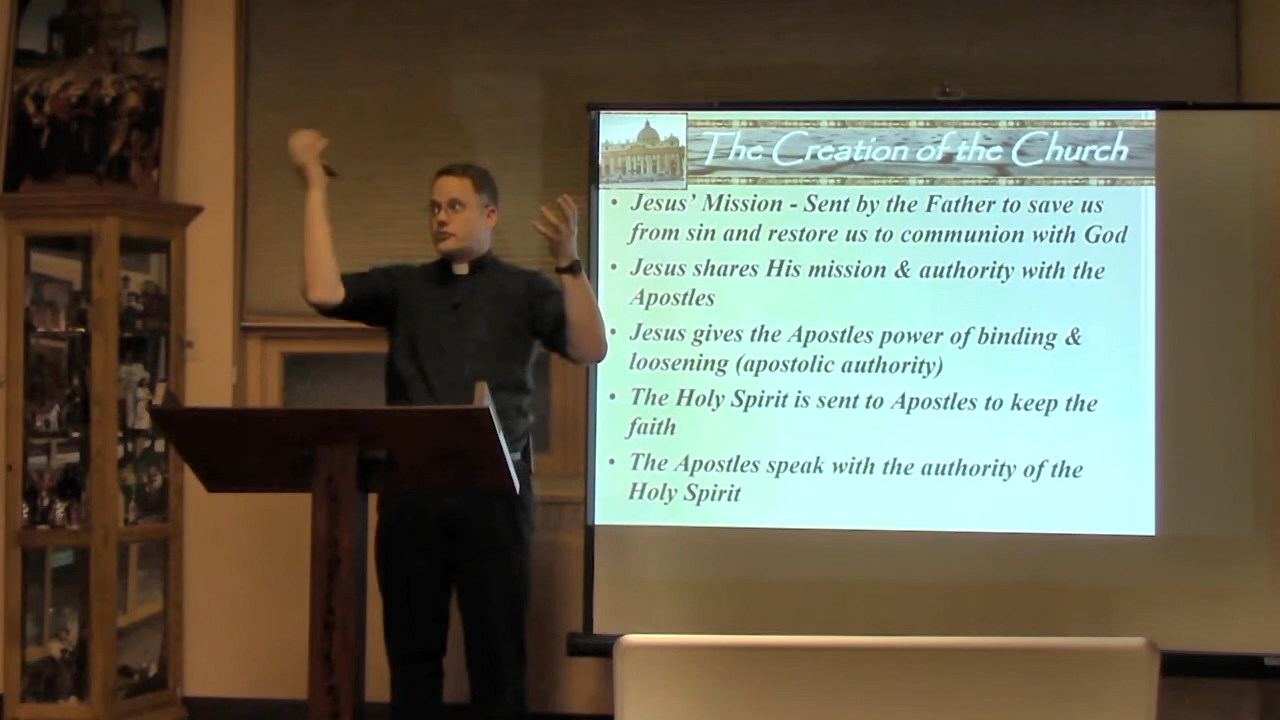 The Creation of the Church
• Jesus' Mission - Sent by the Father to save us
from sin and restore us to communion with God
• Jesus shares His mission & authority with the
Apostles
• Jesus gives the Apostles power of binding &
loosening (apostolic authority)
• The Holy Spirit is sent to Apostles to keep the
faith
• The Apostles speak with the authority of the
Holy Spirit